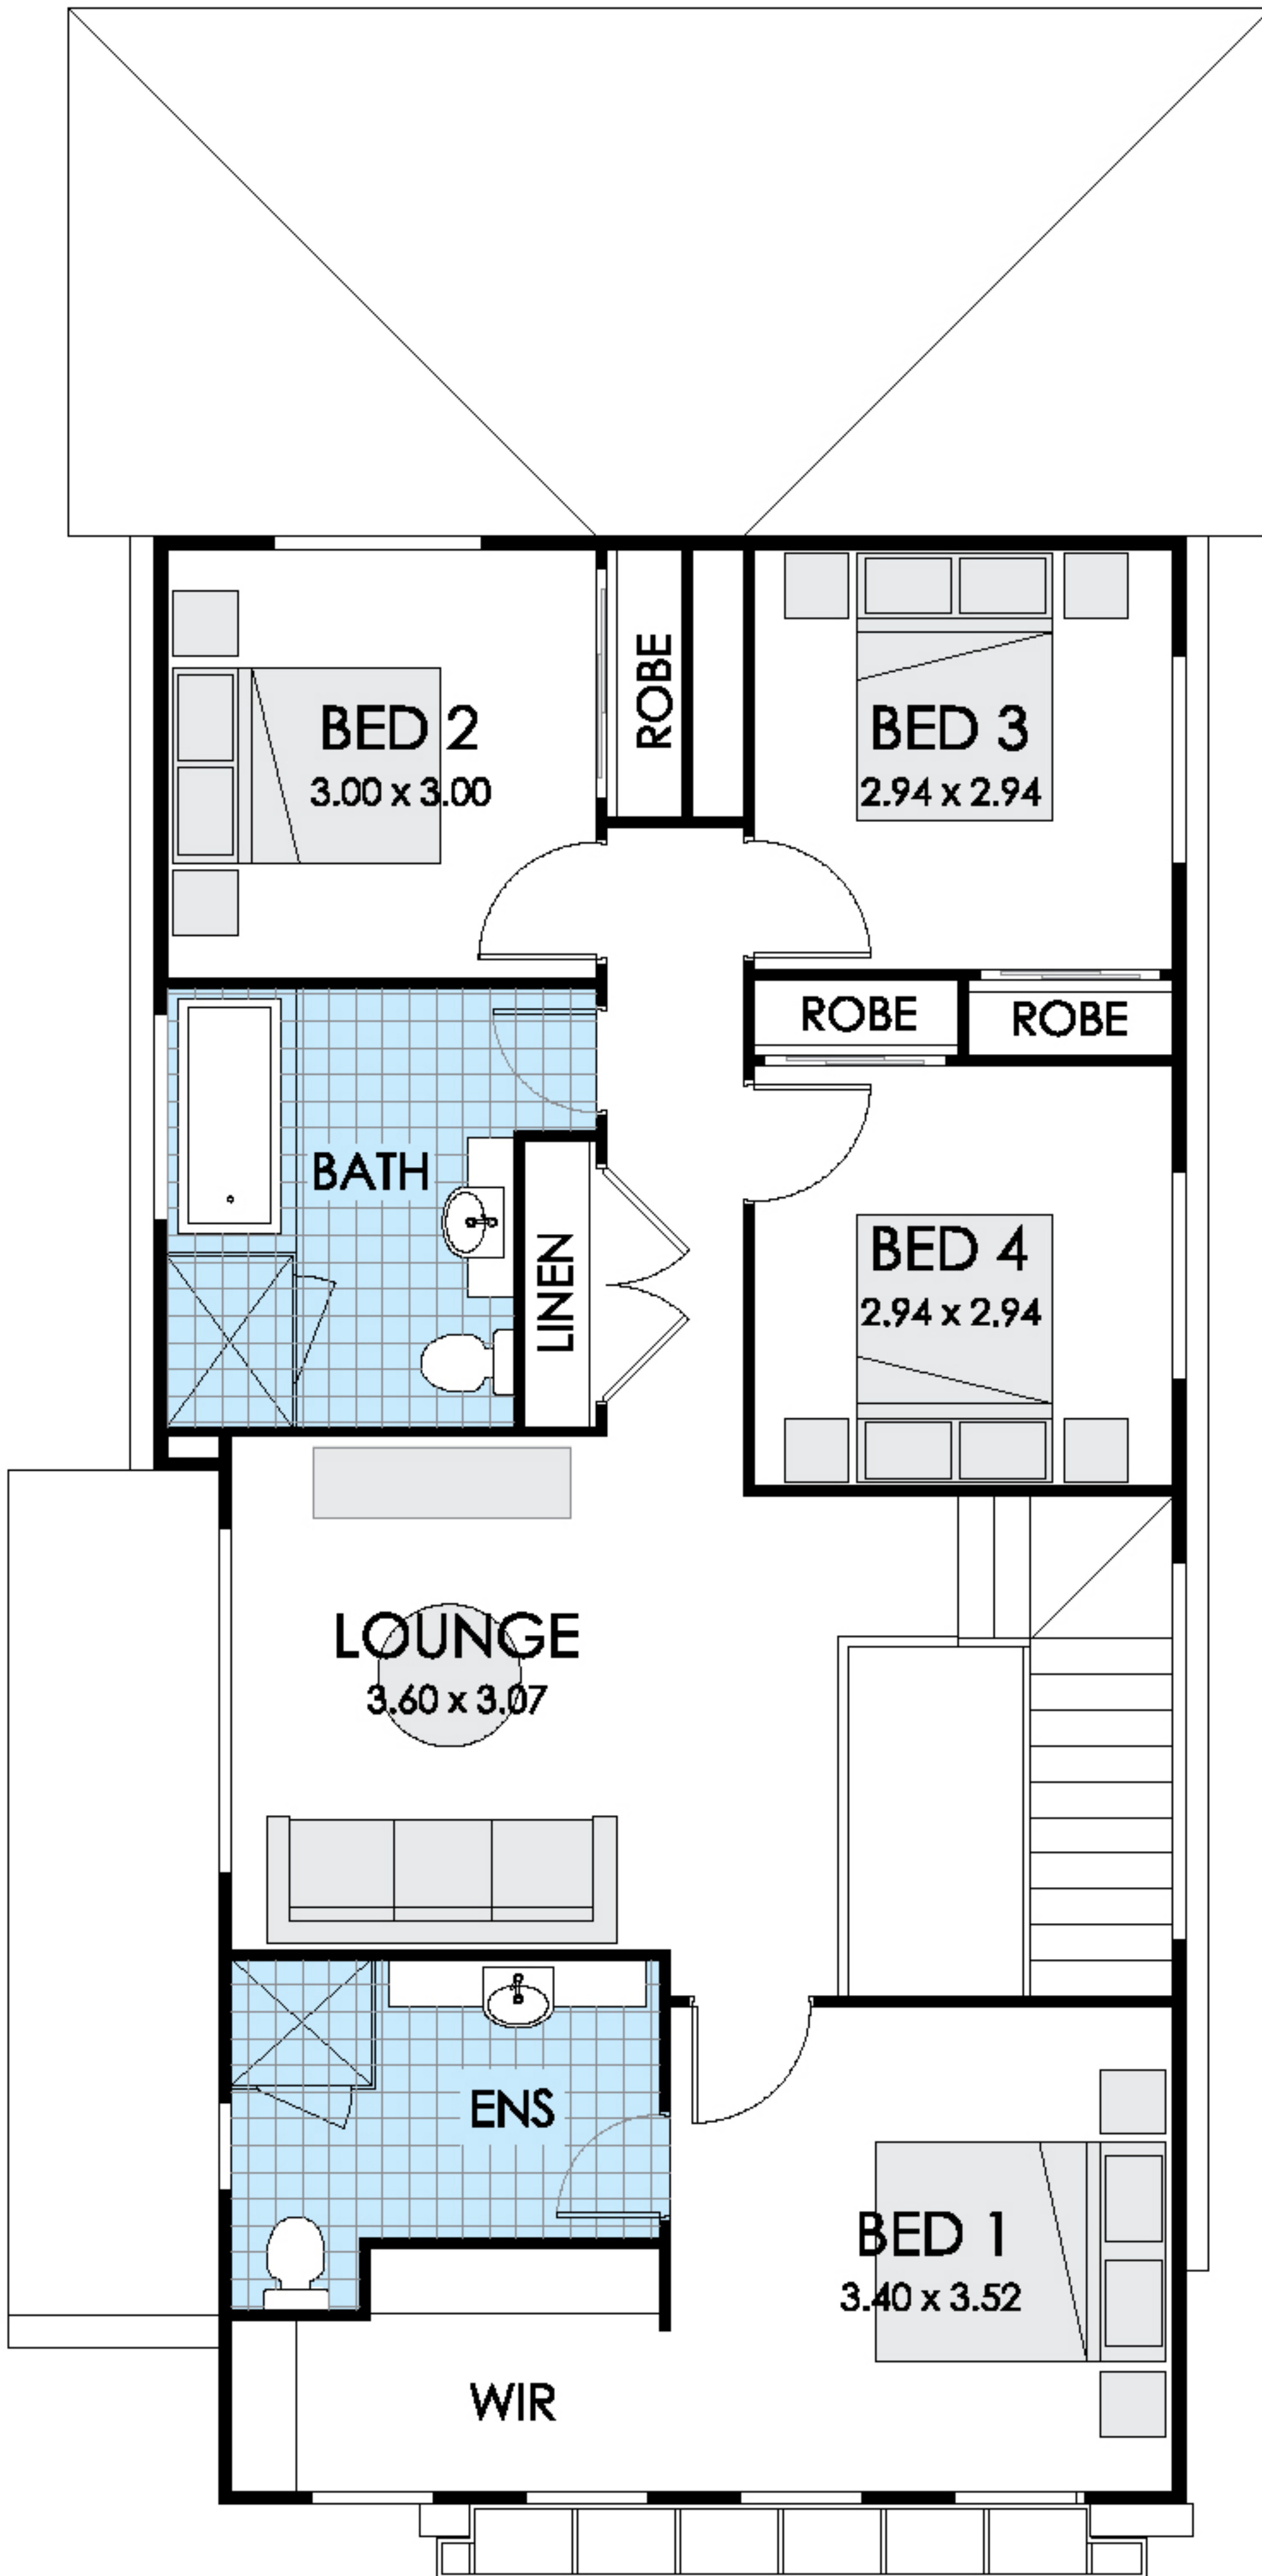 ROBE
BED 2
3.00 x 3.00
BED 3
2.94 x 2.94
ROBE
ROBE
BATH
LINEN
BED 4
2.94 x 2.94
LOUNGE
3.60 x 3.07
ENS
BED 1
3.40 x 3.52
WIR